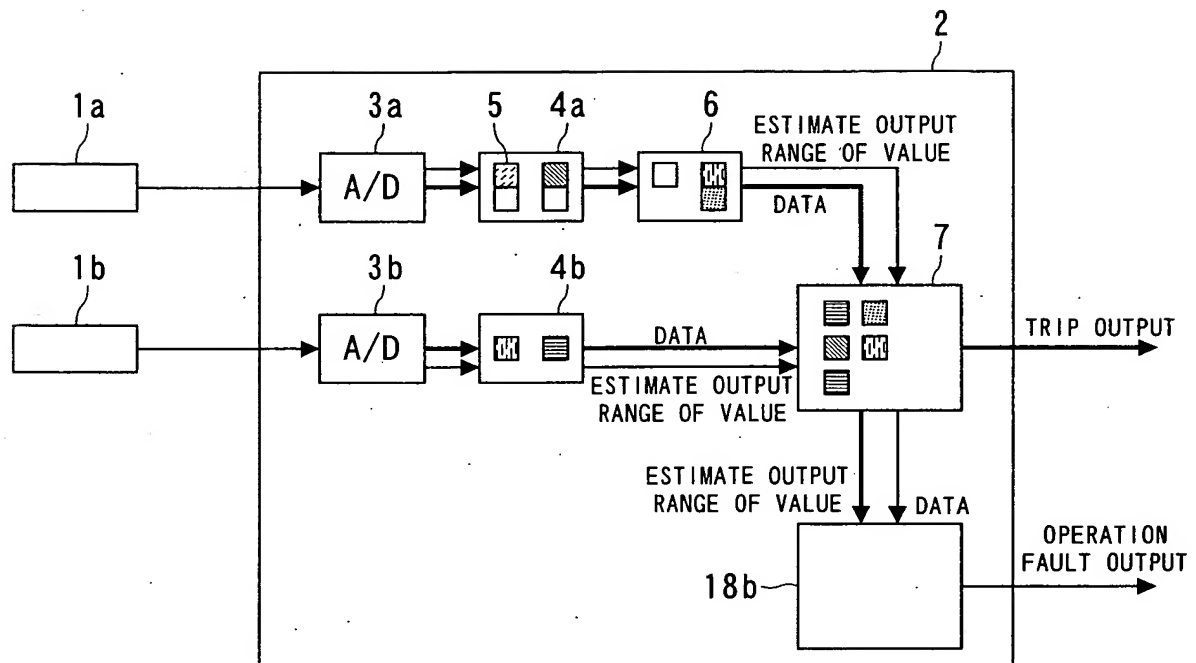 2
1a
3a
5
4a
6
ESTIMATE OUTPUT
RANGE OF VALUE
A/D
DATA
1b
3b
4b
7
A/D
DATA
TRIP OUTPUT
ESTIMATE OUTPUT
RANGE OF VALUE
ESTIMATE OUTPUT
RANGE OF VALUE
DATA
OPERATION
FAULT OUTPUT
18b